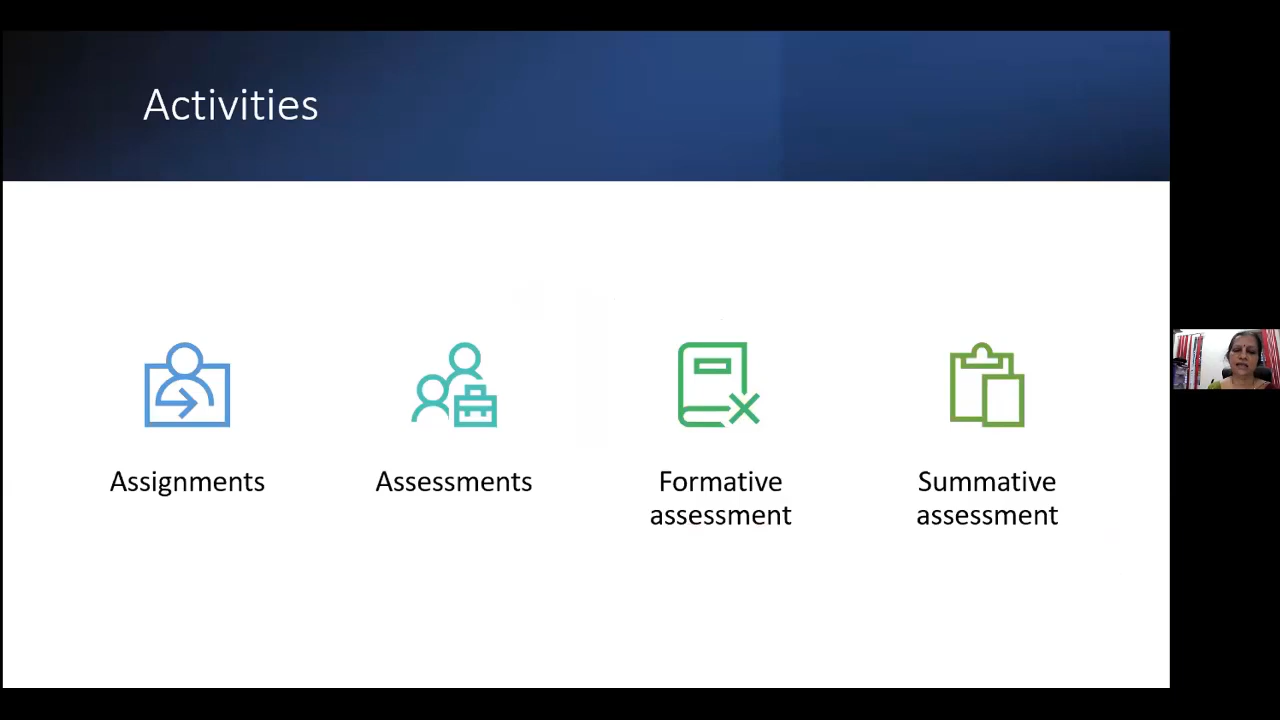 Activities
Assignments
Assessments
Formative
assessment
Summative
assessment